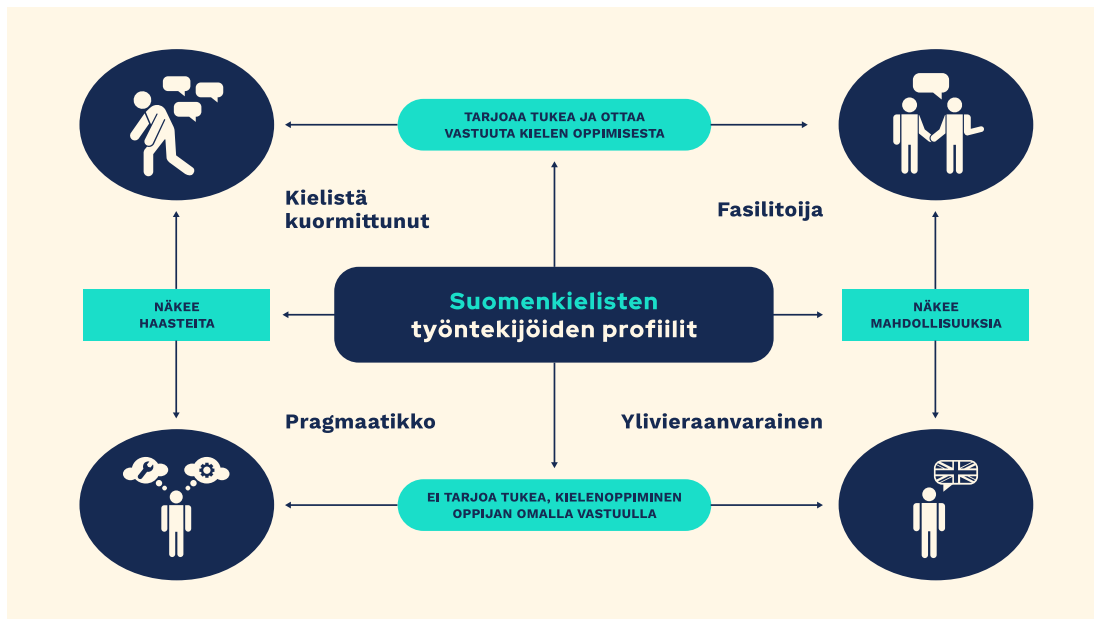 TARJOAA TUKEA JA OTTAA
VASTUUTA KIELEN OPPIMISESTA
Kielistä
kuormittunut
Fasilitoija
NÄKEE
HAASTEITA
Suomenkielisten
työntekijöiden profiilit
NÄKEE
MAHDOLLISUUKSIA
Pragmaatikko
Ylivieraanvarainen
EI TARJOA TUKEA, KIELENOPPIMINEN
OPPIJAN OMALLA VASTUULLA